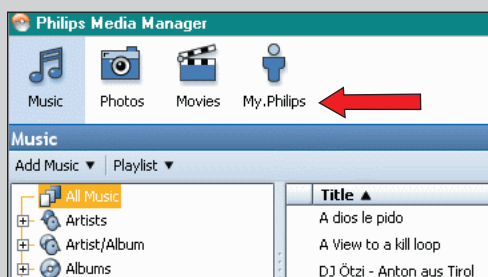 Philips Media Manager
Music Photos Movies My.Philips
Music
Add Music ▼ Playlist ▼
All Music
Artists
Artist/Album
Albums
Title ▲
A dios le pido
A View to a kill loop
DJ Ötzi - Anton aus Tirol